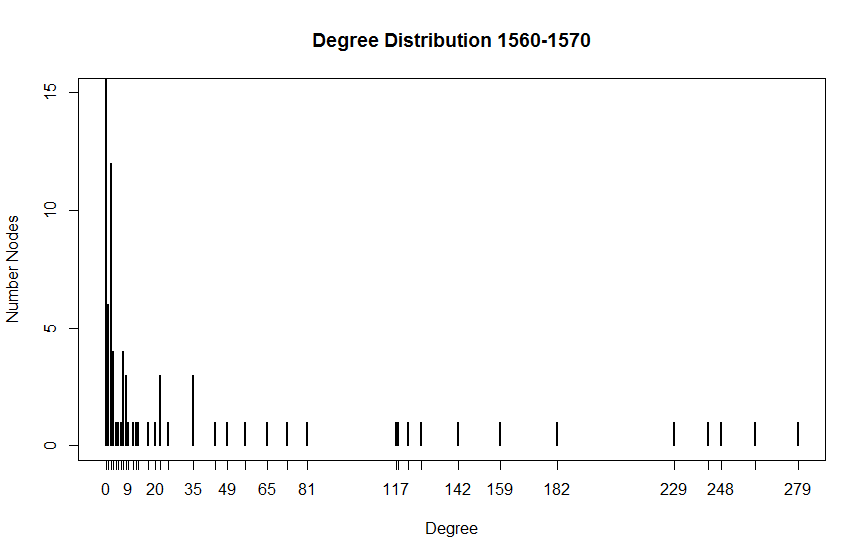 Degree Distribution 1560-1570
15
10
5
0
Number Nodes
0 9 20 35 49 65 81 117 142 159 182 229 248 279
Degree